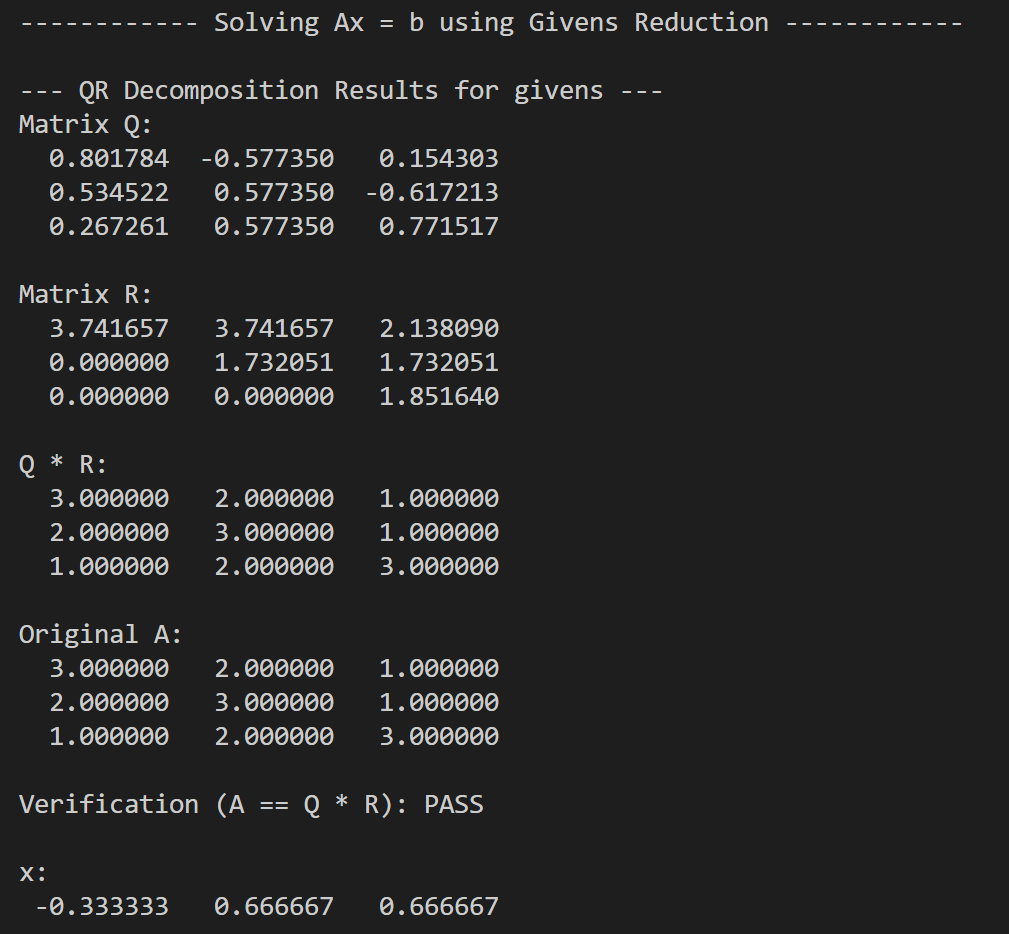 ------------ Solving Ax = b using Givens Reduction ------------
--- QR Decomposition Results for givens ---
Matrix Q:
0.801784 -0.577350 0.154303
0.534522 0.577350 -0.617213
0.267261 0.577350 0.771517
Matrix R:
3.741657 3.741657 2.138090
0.000000 1.732051 1.732051
0.000000 0.000000 1.851640
Q * R:
3.000000 2.000000 1.000000
2.000000 3.000000 1.000000
1.000000 2.000000 3.000000
Original A:
3.000000 2.000000 1.000000
2.000000 3.000000 1.000000
1.000000 2.000000 3.000000
Verification (A == Q * R): PASS
x:
-0.333333 0.666667 0.666667